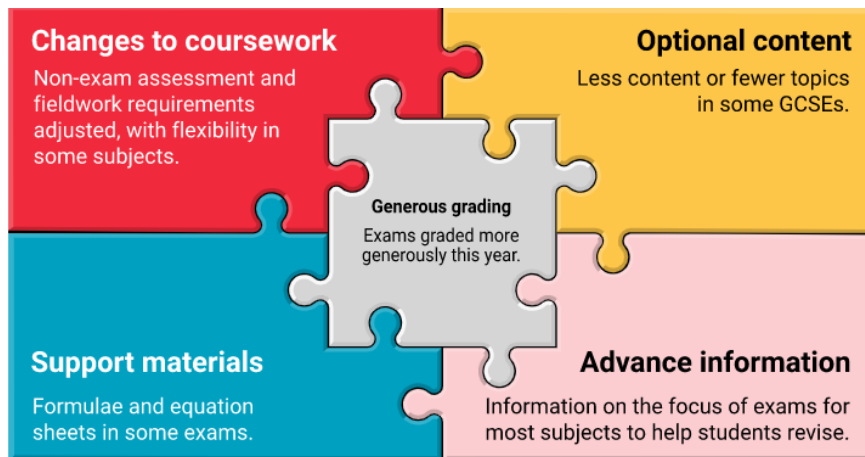 Changes to coursework
Non-exam assessment and
fieldwork requirements
adjusted, with flexibility in
some subjects.
Optional content
Less content or fewer topics
in some GCSEs.
Generous grading
Exams graded more
generously this year.
Support materials
Formulae and equation
sheets in some exams.
Advance information
Information on the focus of exams for
most subjects to help students revise.